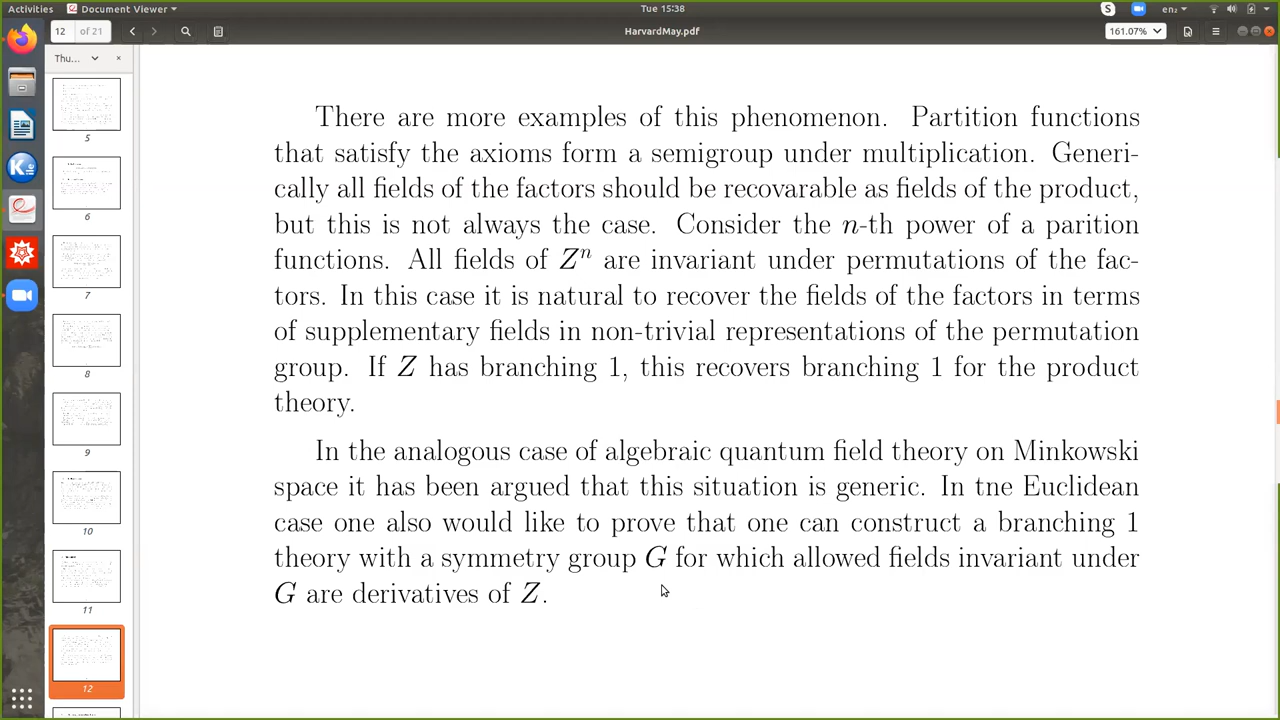 Activities Document Viewer Tue 15:38 en₂
12 of 21 HarvardMay.pdf 161.07%
Thu...
5
6
7
8
9
10
11
12
There are more examples of this phenomenon. Partition functions
that satisfy the axioms form a semigroup under multiplication. Generi-
cally all fields of the factors should be recovarable as fields of the product,
but this is not always the case. Consider the n-th power of a parition
functions. All fields of Zⁿ are invariant under permutations of the fac-
tors. In this case it is natural to recover the fields of the factors in terms
of supplementary fields in non-trivial representations of the permutation
group. If Z has branching 1, this recovers branching 1 for the product
theory.
In the analogous case of algebraic quantum field theory on Minkowski
space it has been argued that this situation is generic. In tne Euclidean
case one also would like to prove that one can construct a branching 1
theory with a symmetry group G for which allowed fields invariant under
G are derivatives of Z.